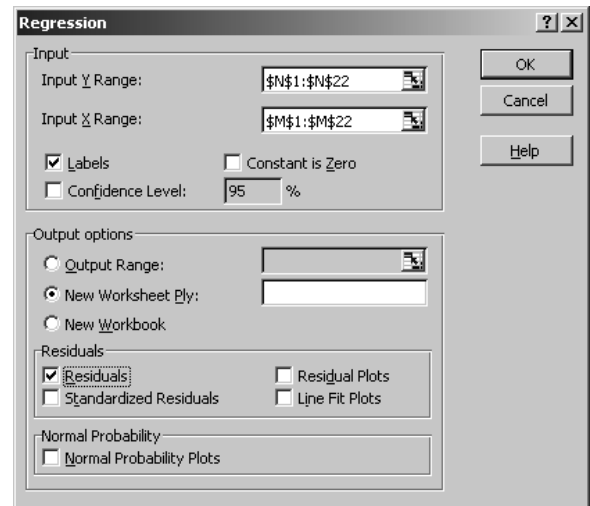 Regression
Input
Input Y Range:
$N$1:$N$22
Input X Range:
$M$1:$M$22
Labels
Constant is Zero
Confidence Level:
95 %
OK
Cancel
Help
Output options
Output Range:
New Worksheet Ply:
New Workbook
Residuals
Residuals
Residual Plots
Standardized Residuals
Line Fit Plots
Normal Probability
Normal Probability Plots